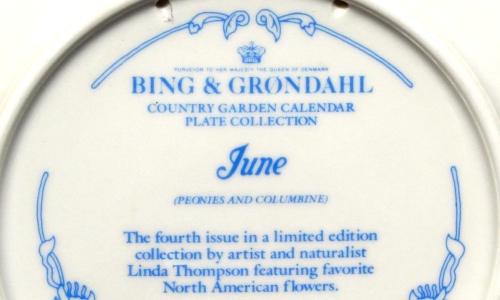 PURVEYOR TO HER MAJESTY THE QUEEN OF DENMARK
BING & GRØNDAHL
COUNTRY GARDEN CALENDAR
PLATE COLLECTION
June
(PEONIES AND COLUMBINE)
The fourth issue in a limited edition
collection by artist and naturalist
Linda Thompson featuring favorite
North American flowers.